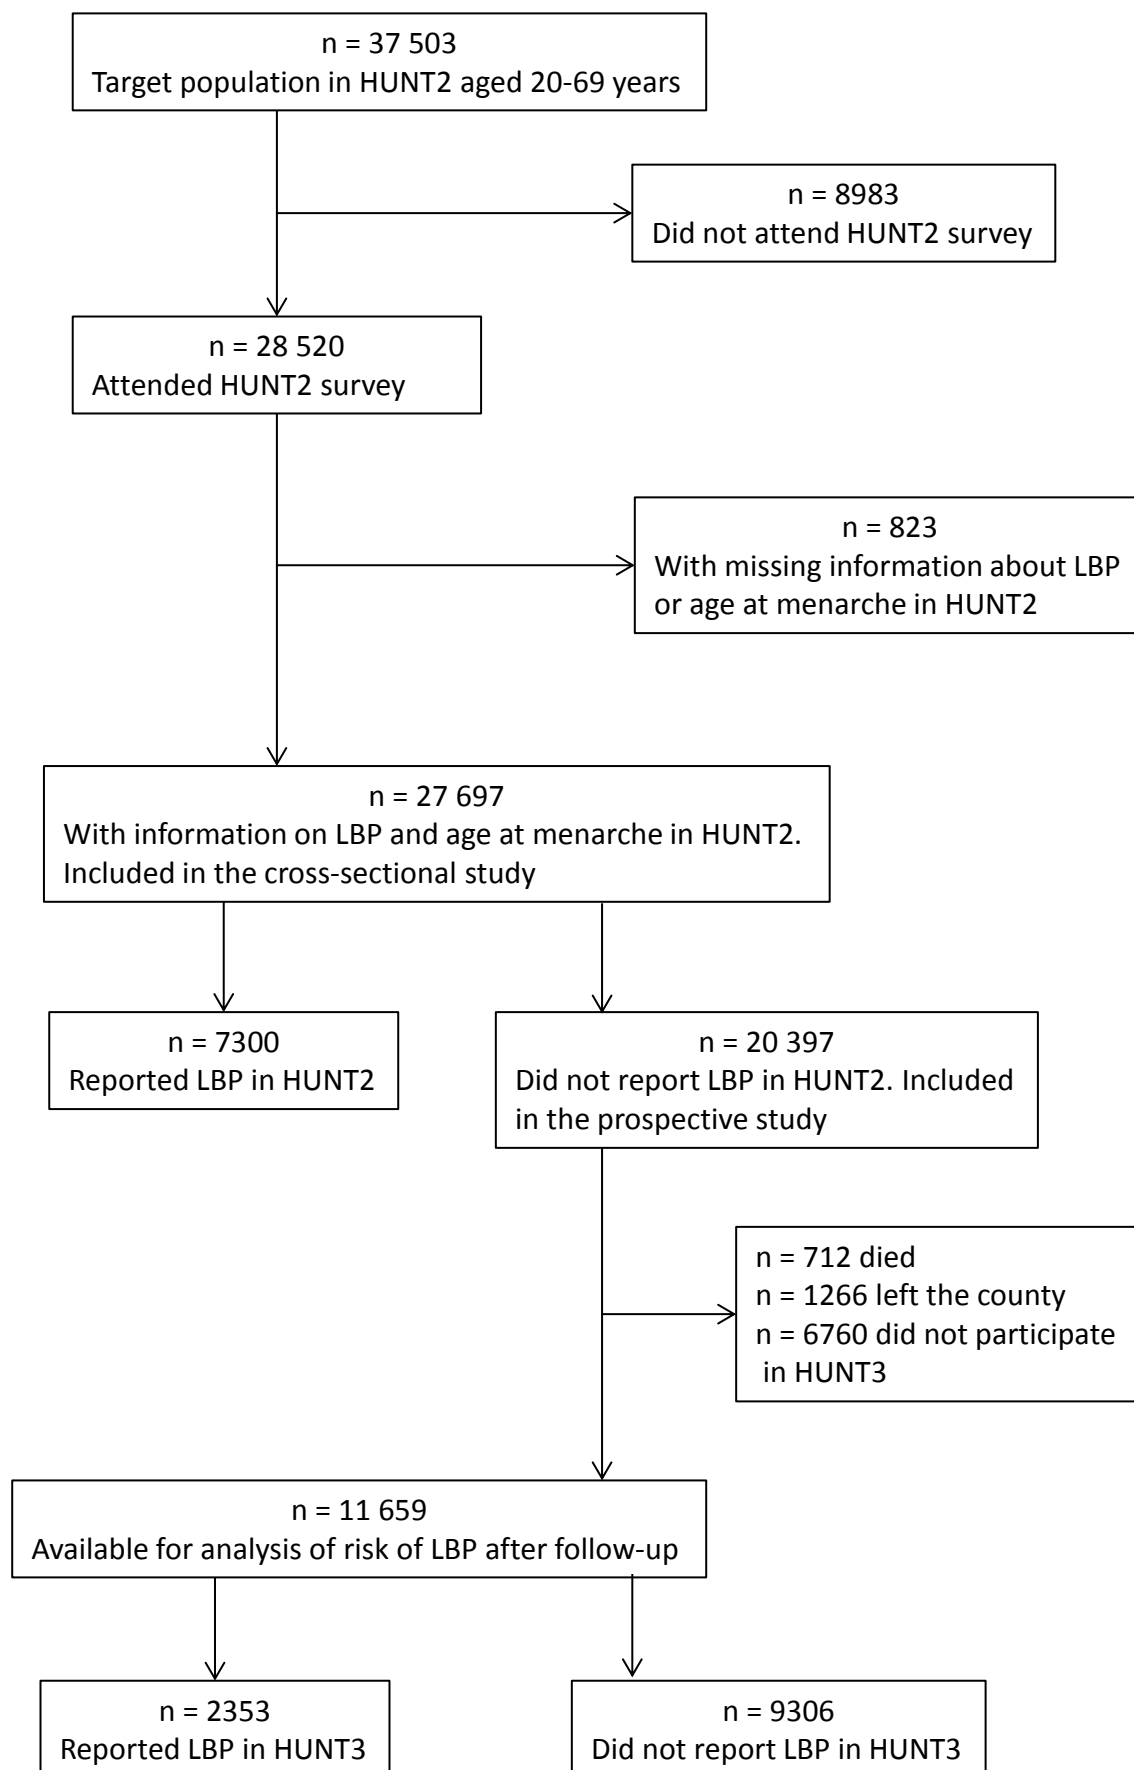 n = 37 503
Target population in HUNT2 aged 20-69 years
n = 8983
Did not attend HUNT2 survey
n = 28 520
Attended HUNT2 survey
n = 823
With missing information about LBP
or age at menarche in HUNT2
n = 27 697
With information on LBP and age at menarche in HUNT2.
Included in the cross-sectional study
n = 7300
Reported LBP in HUNT2
n = 20 397
Did not report LBP in HUNT2. Included
in the prospective study
n = 712 died
n = 1266 left the county
n = 6760 did not participate
in HUNT3
n = 11 659
Available for analysis of risk of LBP after follow-up
n = 2353
Reported LBP in HUNT3
n = 9306
Did not report LBP in HUNT3